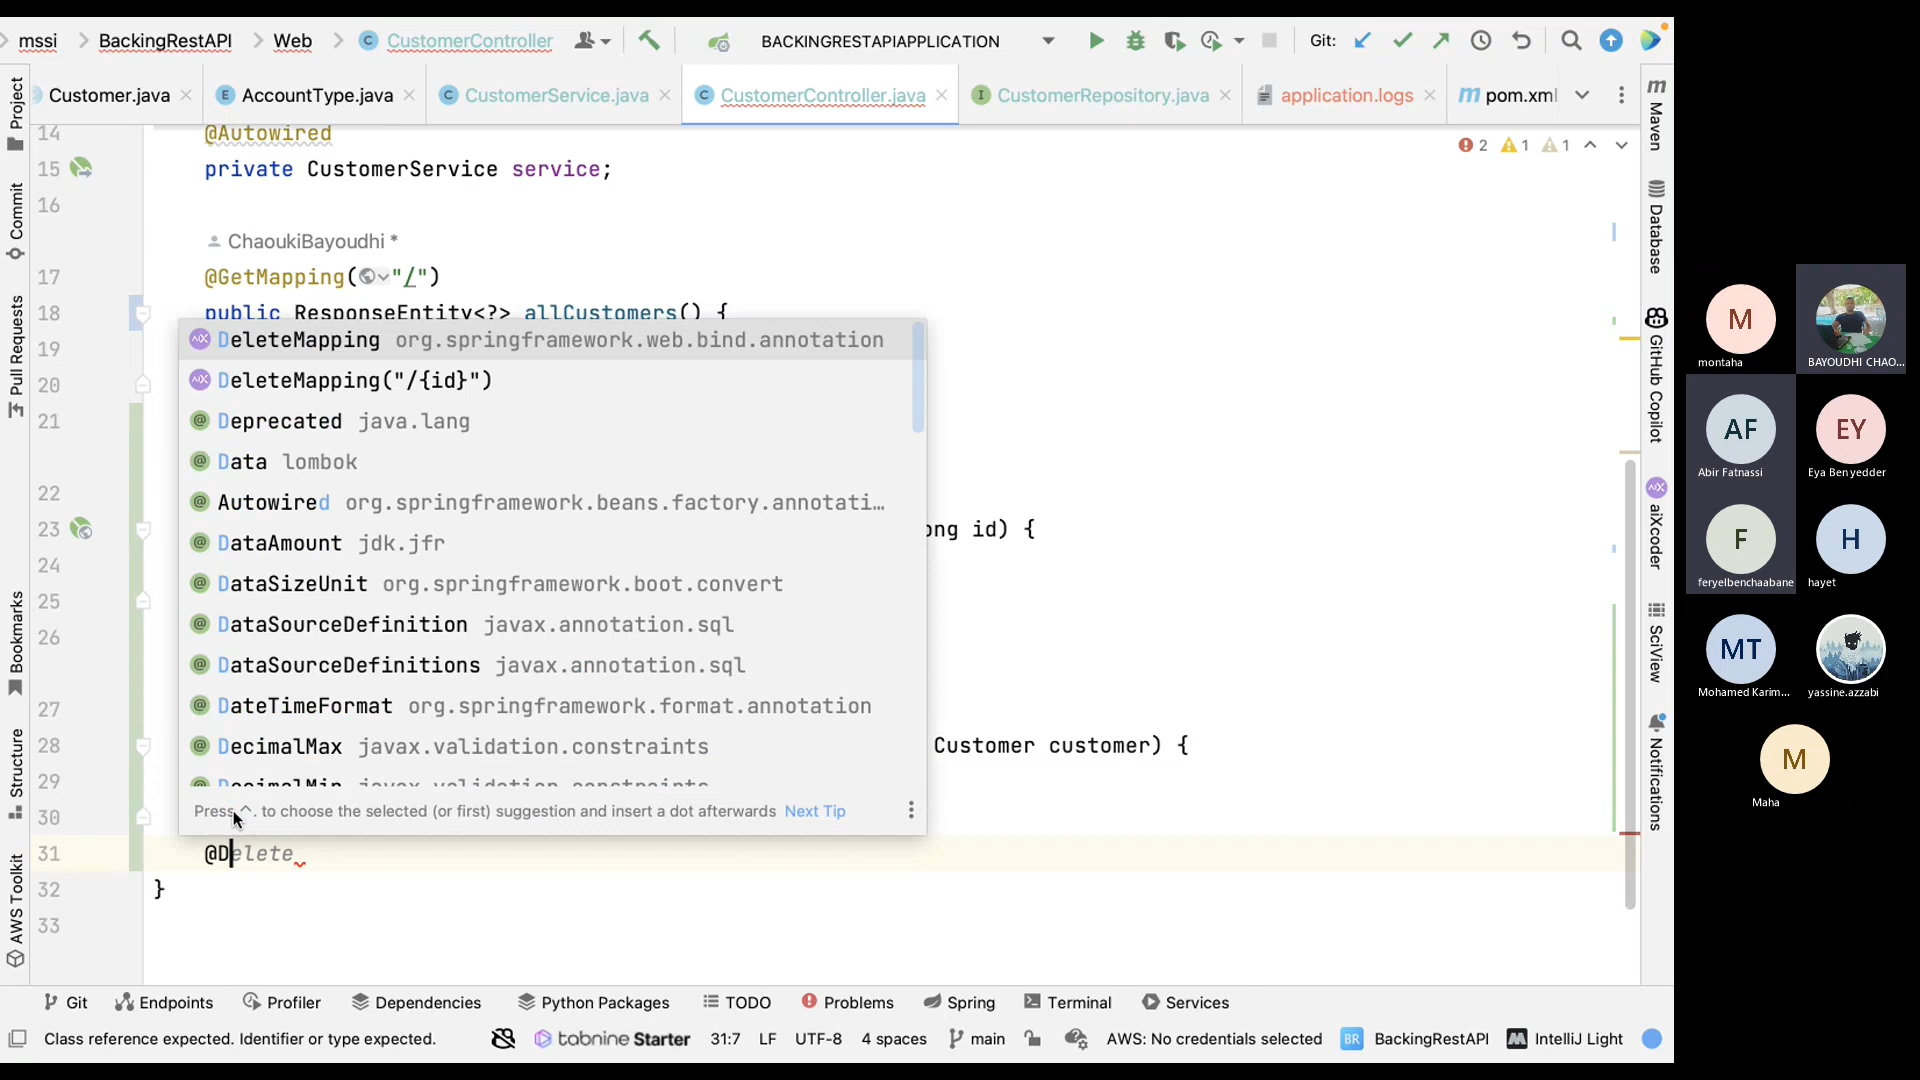 mssi BackingRestAPI Web CustomerController BACKINGRESTAPIAPPLICATION Git:
Customer.java AccountType.java CustomerService.java CustomerController.java CustomerRepository.java application.logs pom.xml
Project
Commit
Pull Requests
Bookmarks
Structure
AWS Toolkit
14 @Autowired
2 1 1
15 private CustomerService service;
16
ChaoukiBayoudhi *
17 @GetMapping("/")
18 public ResponseEntity<?> allCustomers() {
19
20
21
22
23 ong id) {
24
25
26
27
28 Customer customer) {
29
30
DeleteMapping org.springframework.web.bind.annotation
DeleteMapping("/{id}")
Deprecated java.lang
Data lombok
Autowired org.springframework.beans.factory.annotati…
DataAmount jdk.jfr
DataSizeUnit org.springframework.boot.convert
DataSourceDefinition javax.annotation.sql
DataSourceDefinitions javax.annotation.sql
DateTimeFormat org.springframework.format.annotation
DecimalMax javax.validation.constraints
DecimalMin javax.validation.constraints
Press ^. to choose the selected (or first) suggestion and insert a dot afterwards Next Tip
31 @Delete
32 }
33
Maven
Database
GitHub Copilot
aiXcoder
SciView
Notifications
Git Endpoints Profiler Dependencies Python Packages TODO Problems Spring Terminal Services
Class reference expected. Identifier or type expected. tabnine Starter 31:7 LF UTF-8 4 spaces main AWS: No credentials selected BR BackingRestAPI IntelliJ Light
M
montaha BAYOUDHI CHAO...
AF EY
Abir Fatnassi Eya Benyedder
F H
feryelbenchaabane hayet
MT
Mohamed Karim... yassine.azzabi
M
Maha